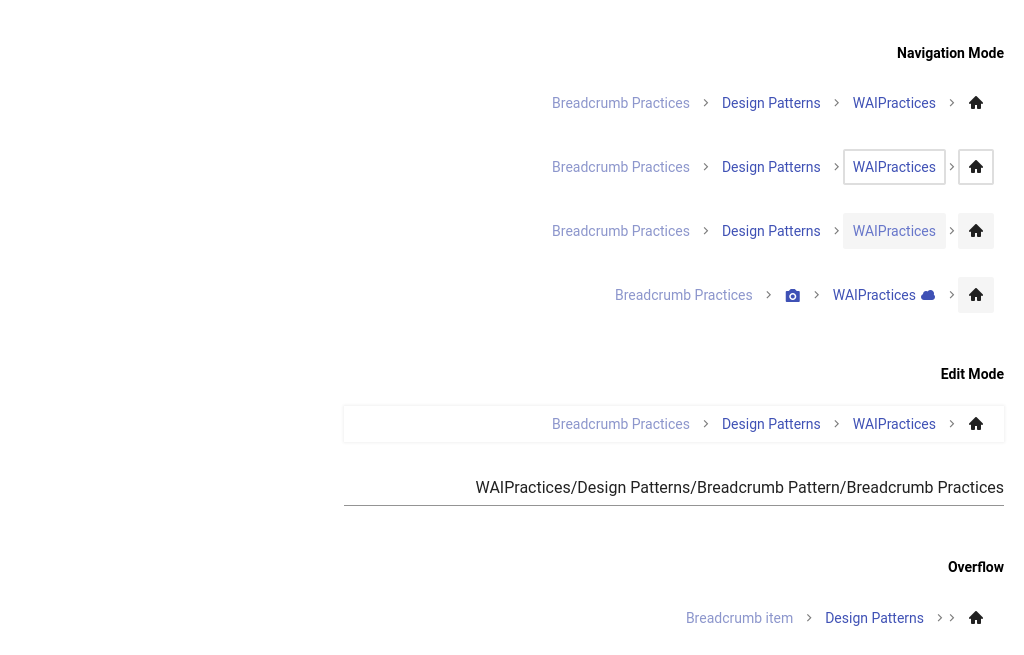 Navigation Mode
Breadcrumb Practices Design Patterns WAIPractices
Breadcrumb Practices Design Patterns WAIPractices
Breadcrumb Practices Design Patterns WAIPractices
Breadcrumb Practices WAIPractices
Edit Mode
Breadcrumb Practices Design Patterns WAIPractices
WAIPractices/Design Patterns/Breadcrumb Pattern/Breadcrumb Practices
Overflow
Breadcrumb item Design Patterns